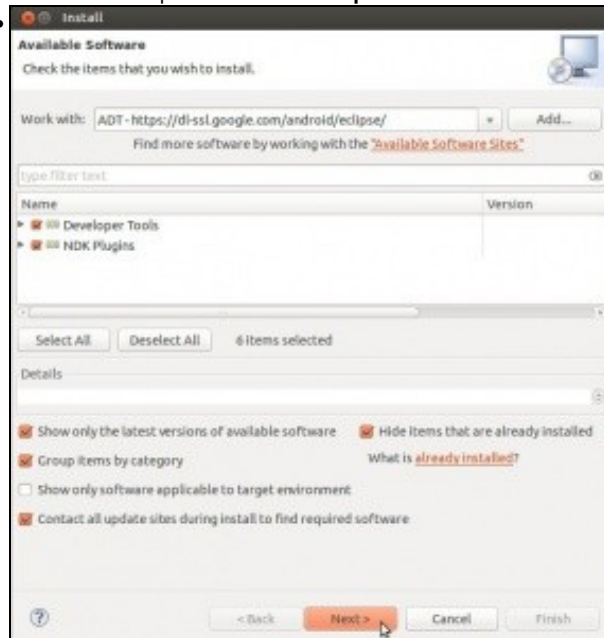 Install
Available Software
Check the items that you wish to install.
Work with: ADT - https://dl-ssl.google.com/android/eclipse/ Add...
Find more software by working with the "Available Software Sites"
type filter text
Name Version
Developer Tools
NDK Plugins
Select All Deselect All 6 items selected
Details
Show only the latest versions of available software Hide items that are already installed
Group items by category What is already installed?
Show only software applicable to target environment
Contact all update sites during install to find required software
? < Back Next > Cancel Finish